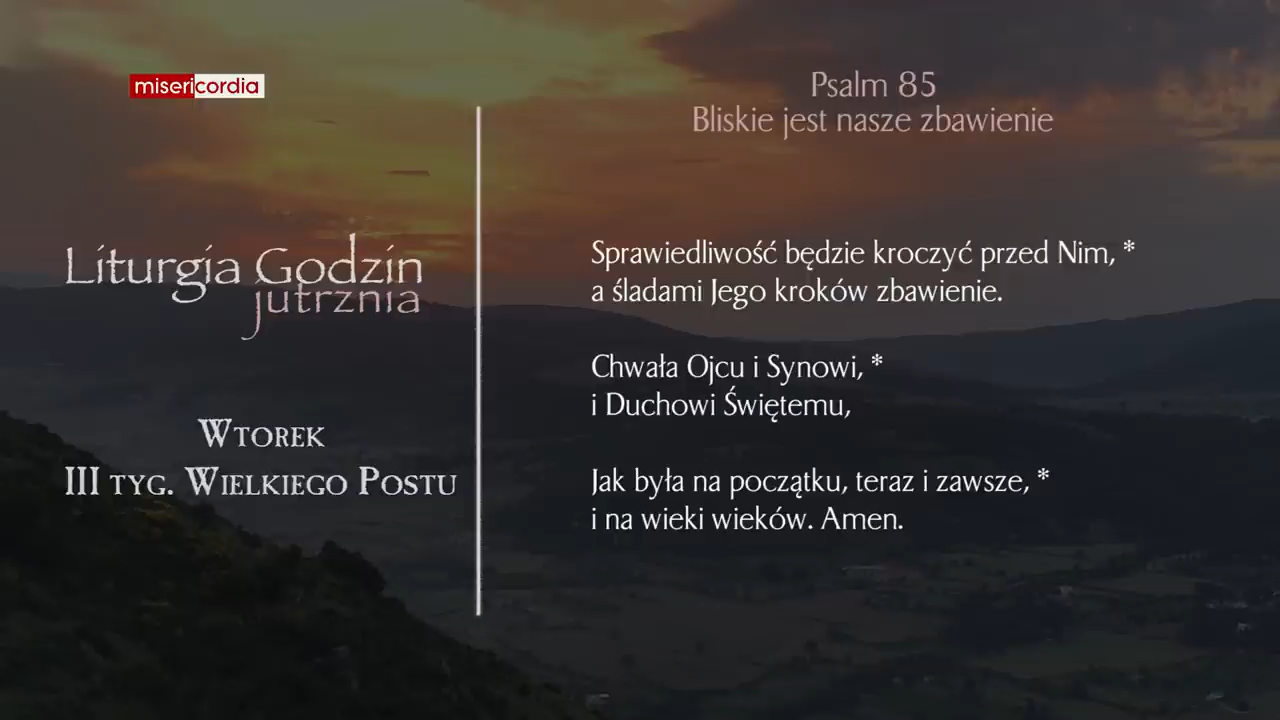 misericordia
Psalm 85
Bliskie jest nasze zbawienie
Liturgia Godzin
jutrznia
Wtorek
III tyg. Wielkiego Postu
Sprawiedliwość będzie kroczyć przed Nim, *
a śladami Jego kroków zbawienie.
Chwała Ojcu i Synowi, *
i Duchowi Świętemu,
Jak była na początku, teraz i zawsze, *
i na wieki wieków. Amen.